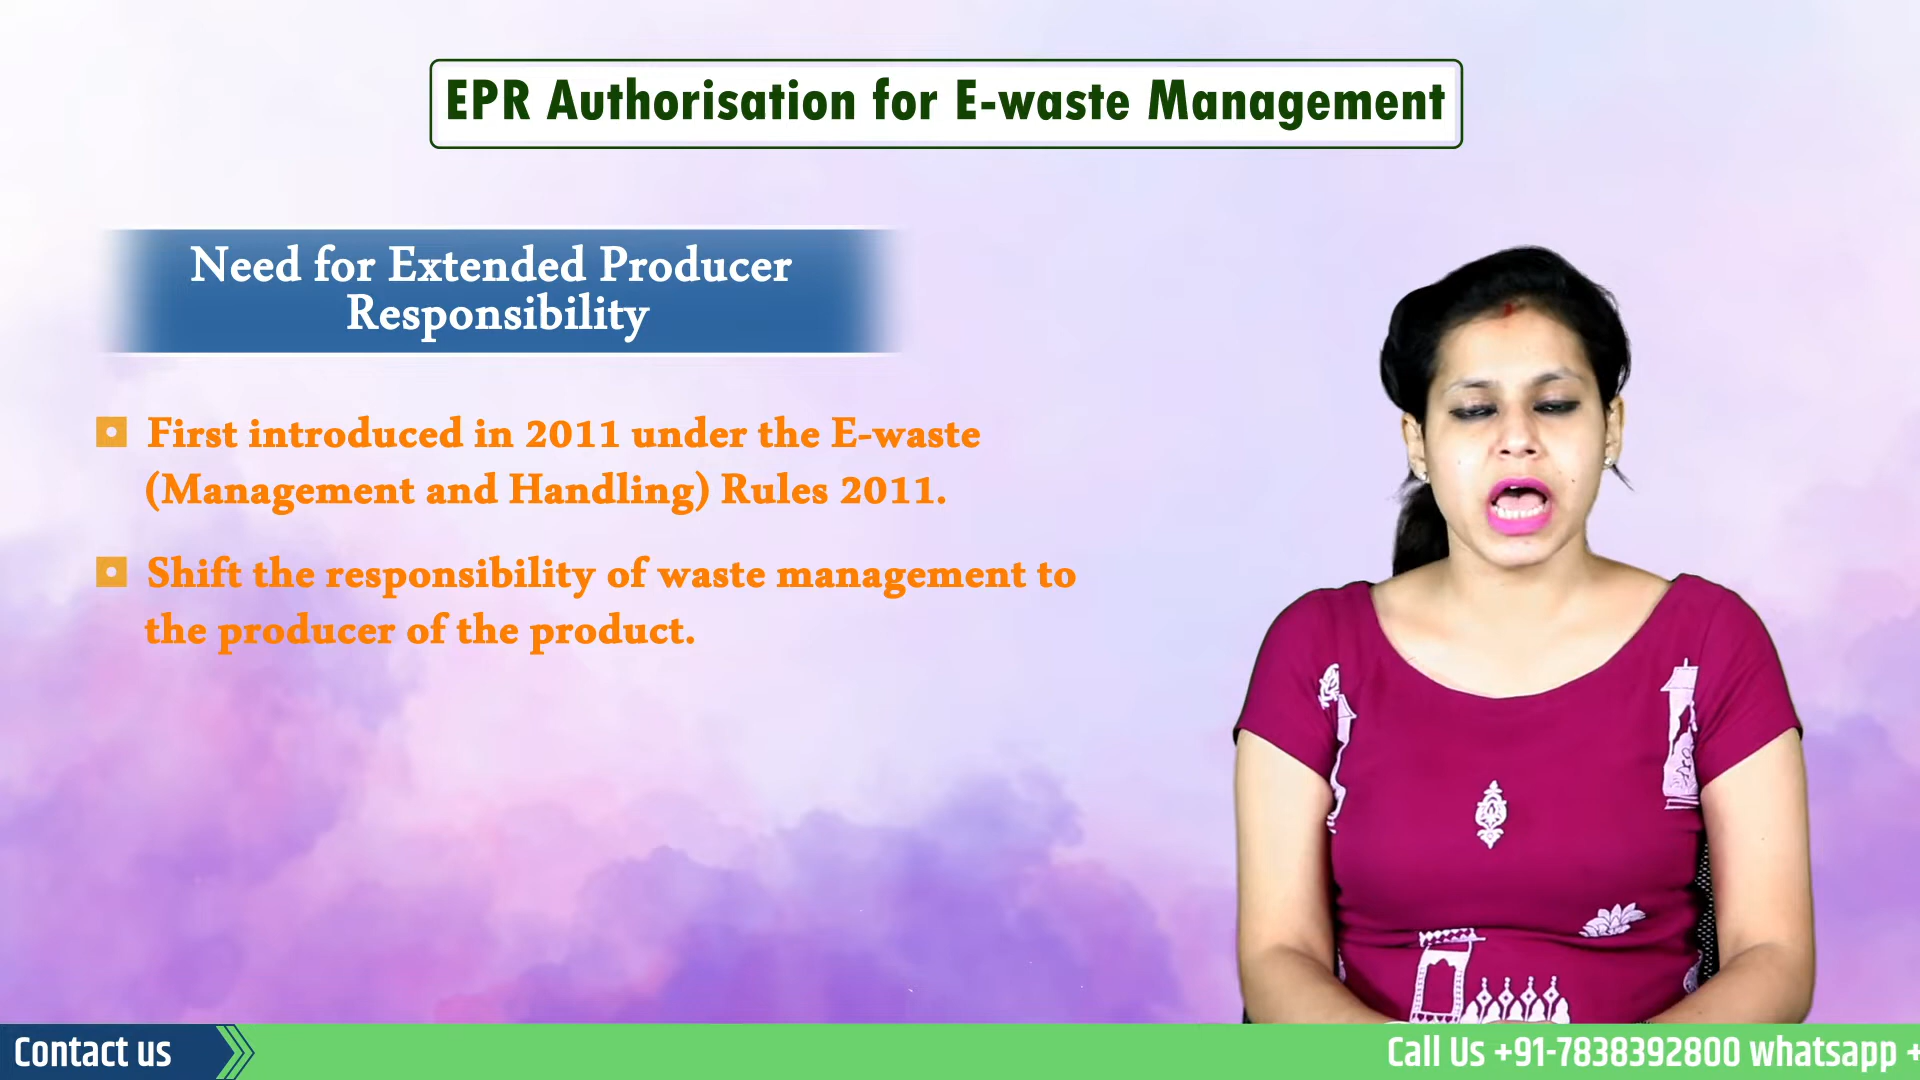 EPR Authorisation for E-waste Management
Need for Extended Producer
Responsibility
First introduced in 2011 under the E-waste
(Management and Handling) Rules 2011.
Shift the responsibility of waste management to
the producer of the product.
Contact us
Call Us +91-7838392800 whatsapp +